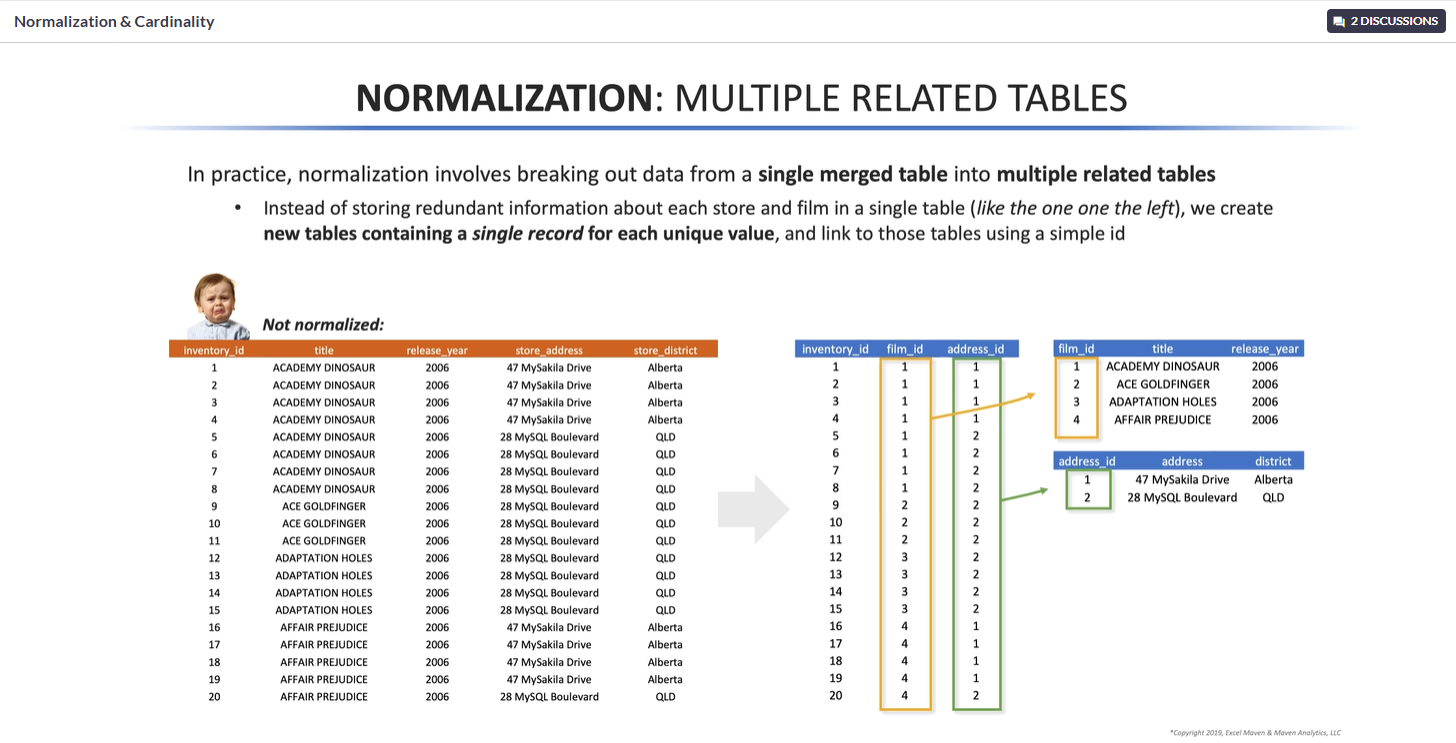 Normalization & Cardinality
2 DISCUSSIONS
NORMALIZATION: MULTIPLE RELATED TABLES
In practice, normalization involves breaking out data from a single merged table into multiple related tables
• Instead of storing redundant information about each store and film in a single table (like the one one the left), we create
new tables containing a single record for each unique value, and link to those tables using a simple id
Not normalized:
inventory_id title release_year store_address store_district
1 ACADEMY DINOSAUR 2006 47 MySakila Drive Alberta
2 ACADEMY DINOSAUR 2006 47 MySakila Drive Alberta
3 ACADEMY DINOSAUR 2006 47 MySakila Drive Alberta
4 ACADEMY DINOSAUR 2006 47 MySakila Drive Alberta
5 ACADEMY DINOSAUR 2006 28 MySQL Boulevard QLD
6 ACADEMY DINOSAUR 2006 28 MySQL Boulevard QLD
7 ACADEMY DINOSAUR 2006 28 MySQL Boulevard QLD
8 ACADEMY DINOSAUR 2006 28 MySQL Boulevard QLD
9 ACE GOLDFINGER 2006 28 MySQL Boulevard QLD
10 ACE GOLDFINGER 2006 28 MySQL Boulevard QLD
11 ACE GOLDFINGER 2006 28 MySQL Boulevard QLD
12 ADAPTATION HOLES 2006 28 MySQL Boulevard QLD
13 ADAPTATION HOLES 2006 28 MySQL Boulevard QLD
14 ADAPTATION HOLES 2006 28 MySQL Boulevard QLD
15 ADAPTATION HOLES 2006 28 MySQL Boulevard QLD
16 AFFAIR PREJUDICE 2006 47 MySakila Drive Alberta
17 AFFAIR PREJUDICE 2006 47 MySakila Drive Alberta
18 AFFAIR PREJUDICE 2006 47 MySakila Drive Alberta
19 AFFAIR PREJUDICE 2006 47 MySakila Drive Alberta
20 AFFAIR PREJUDICE 2006 28 MySQL Boulevard QLD
inventory_id film_id address_id
1 1 1
2 1 1
3 1 1
4 1 1
5 1 2
6 1 2
7 1 2
8 1 2
9 2 2
10 2 2
11 2 2
12 3 2
13 3 2
14 3 2
15 3 2
16 4 1
17 4 1
18 4 1
19 4 1
20 4 2
film_id title release_year
1 ACADEMY DINOSAUR 2006
2 ACE GOLDFINGER 2006
3 ADAPTATION HOLES 2006
4 AFFAIR PREJUDICE 2006
address_id address district
1 47 MySakila Drive Alberta
2 28 MySQL Boulevard QLD
*Copyright 2019, Excel Maven & Maven Analytics, LLC